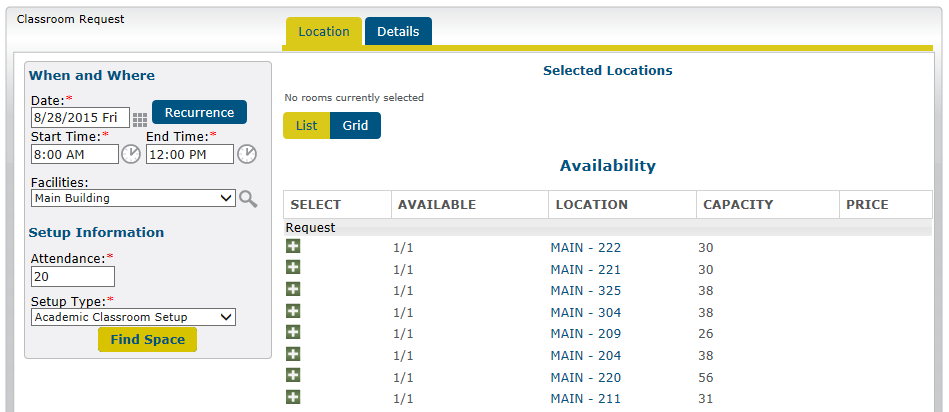 Classroom Request
Location Details
When and Where
Date:*
8/28/2015 Fri Recurrence
Start Time:* End Time:*
8:00 AM 12:00 PM
Facilities:
Main Building
Setup Information
Attendance:*
20
Setup Type:*
Academic Classroom Setup
Find Space
Selected Locations
No rooms currently selected
List Grid
Availability
SELECT AVAILABLE LOCATION CAPACITY PRICE
Request
1/1 MAIN - 222 30
1/1 MAIN - 221 30
1/1 MAIN - 325 38
1/1 MAIN - 304 38
1/1 MAIN - 209 26
1/1 MAIN - 204 38
1/1 MAIN - 220 56
1/1 MAIN - 211 31